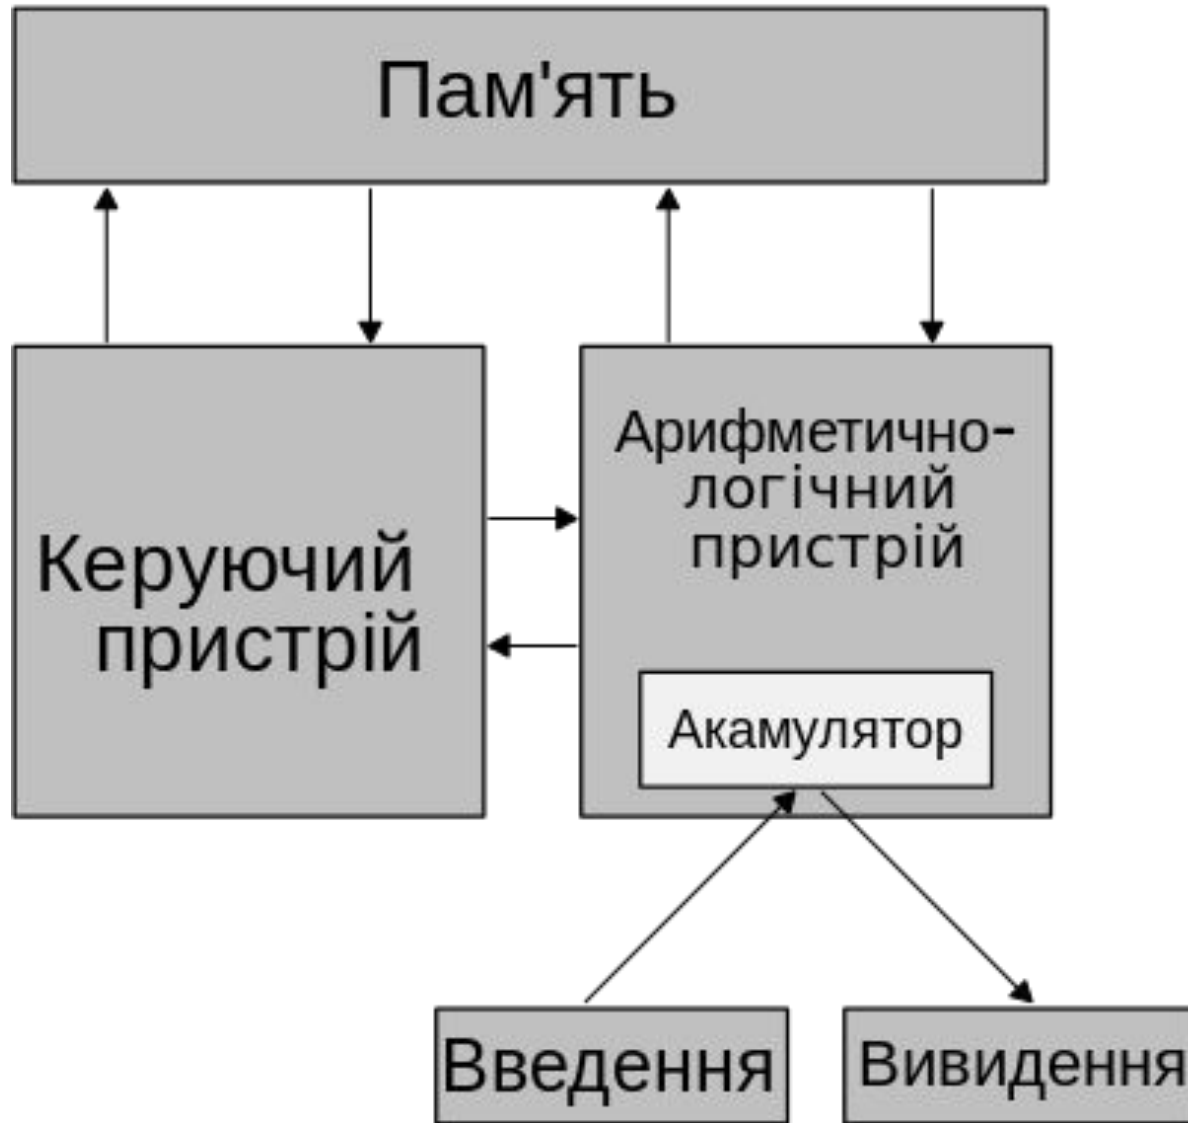 Пам'ять
Керуючий
пристрій
Арифметично-
логічний
пристрій
Акамулятор
Введення
Вивидення